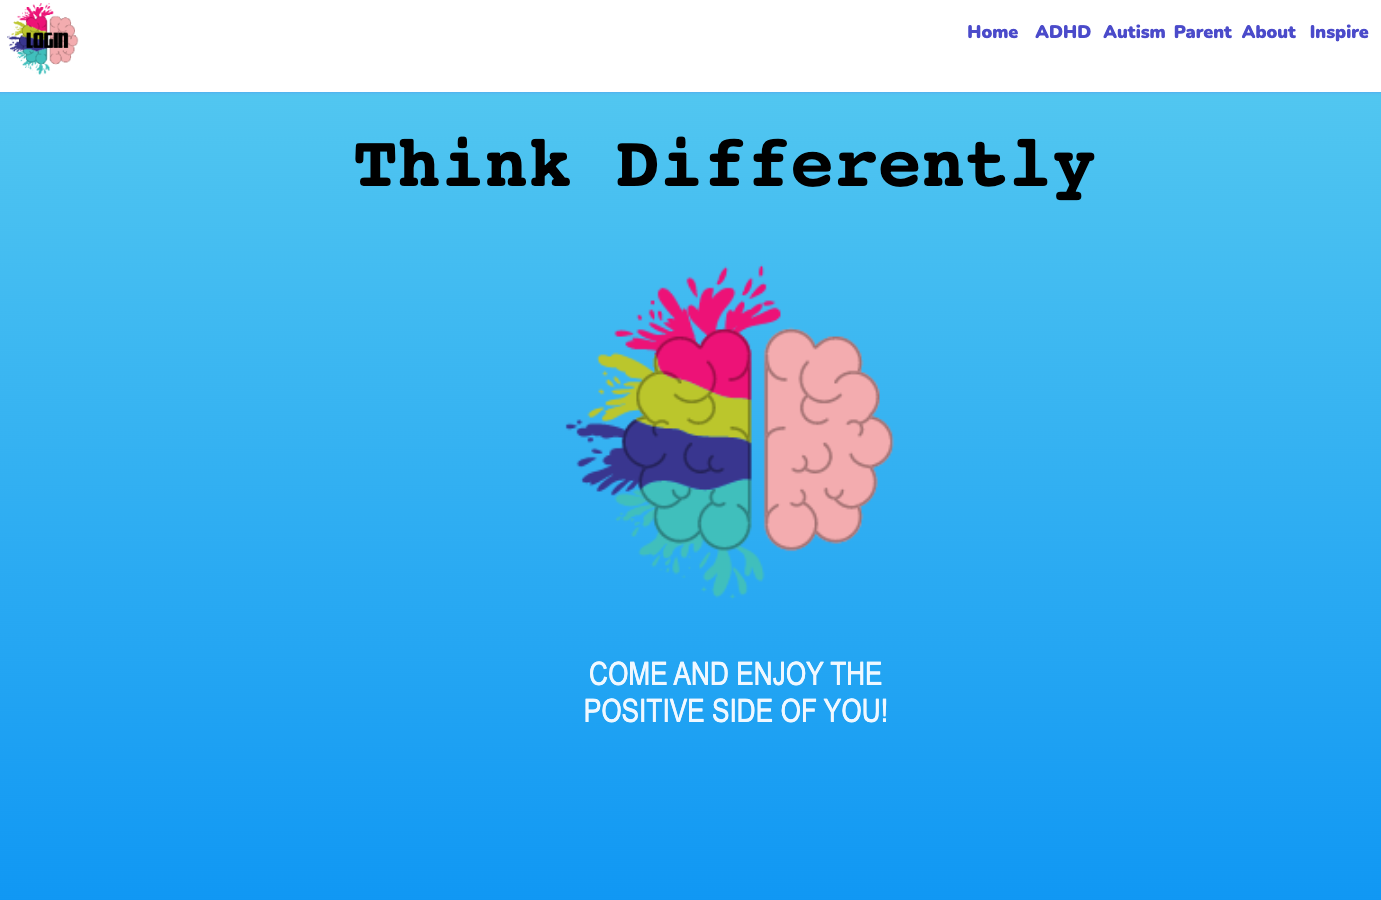 LOGIN
Home ADHD Autism Parent About Inspire
Think Differently
COME AND ENJOY THE
POSITIVE SIDE OF YOU!